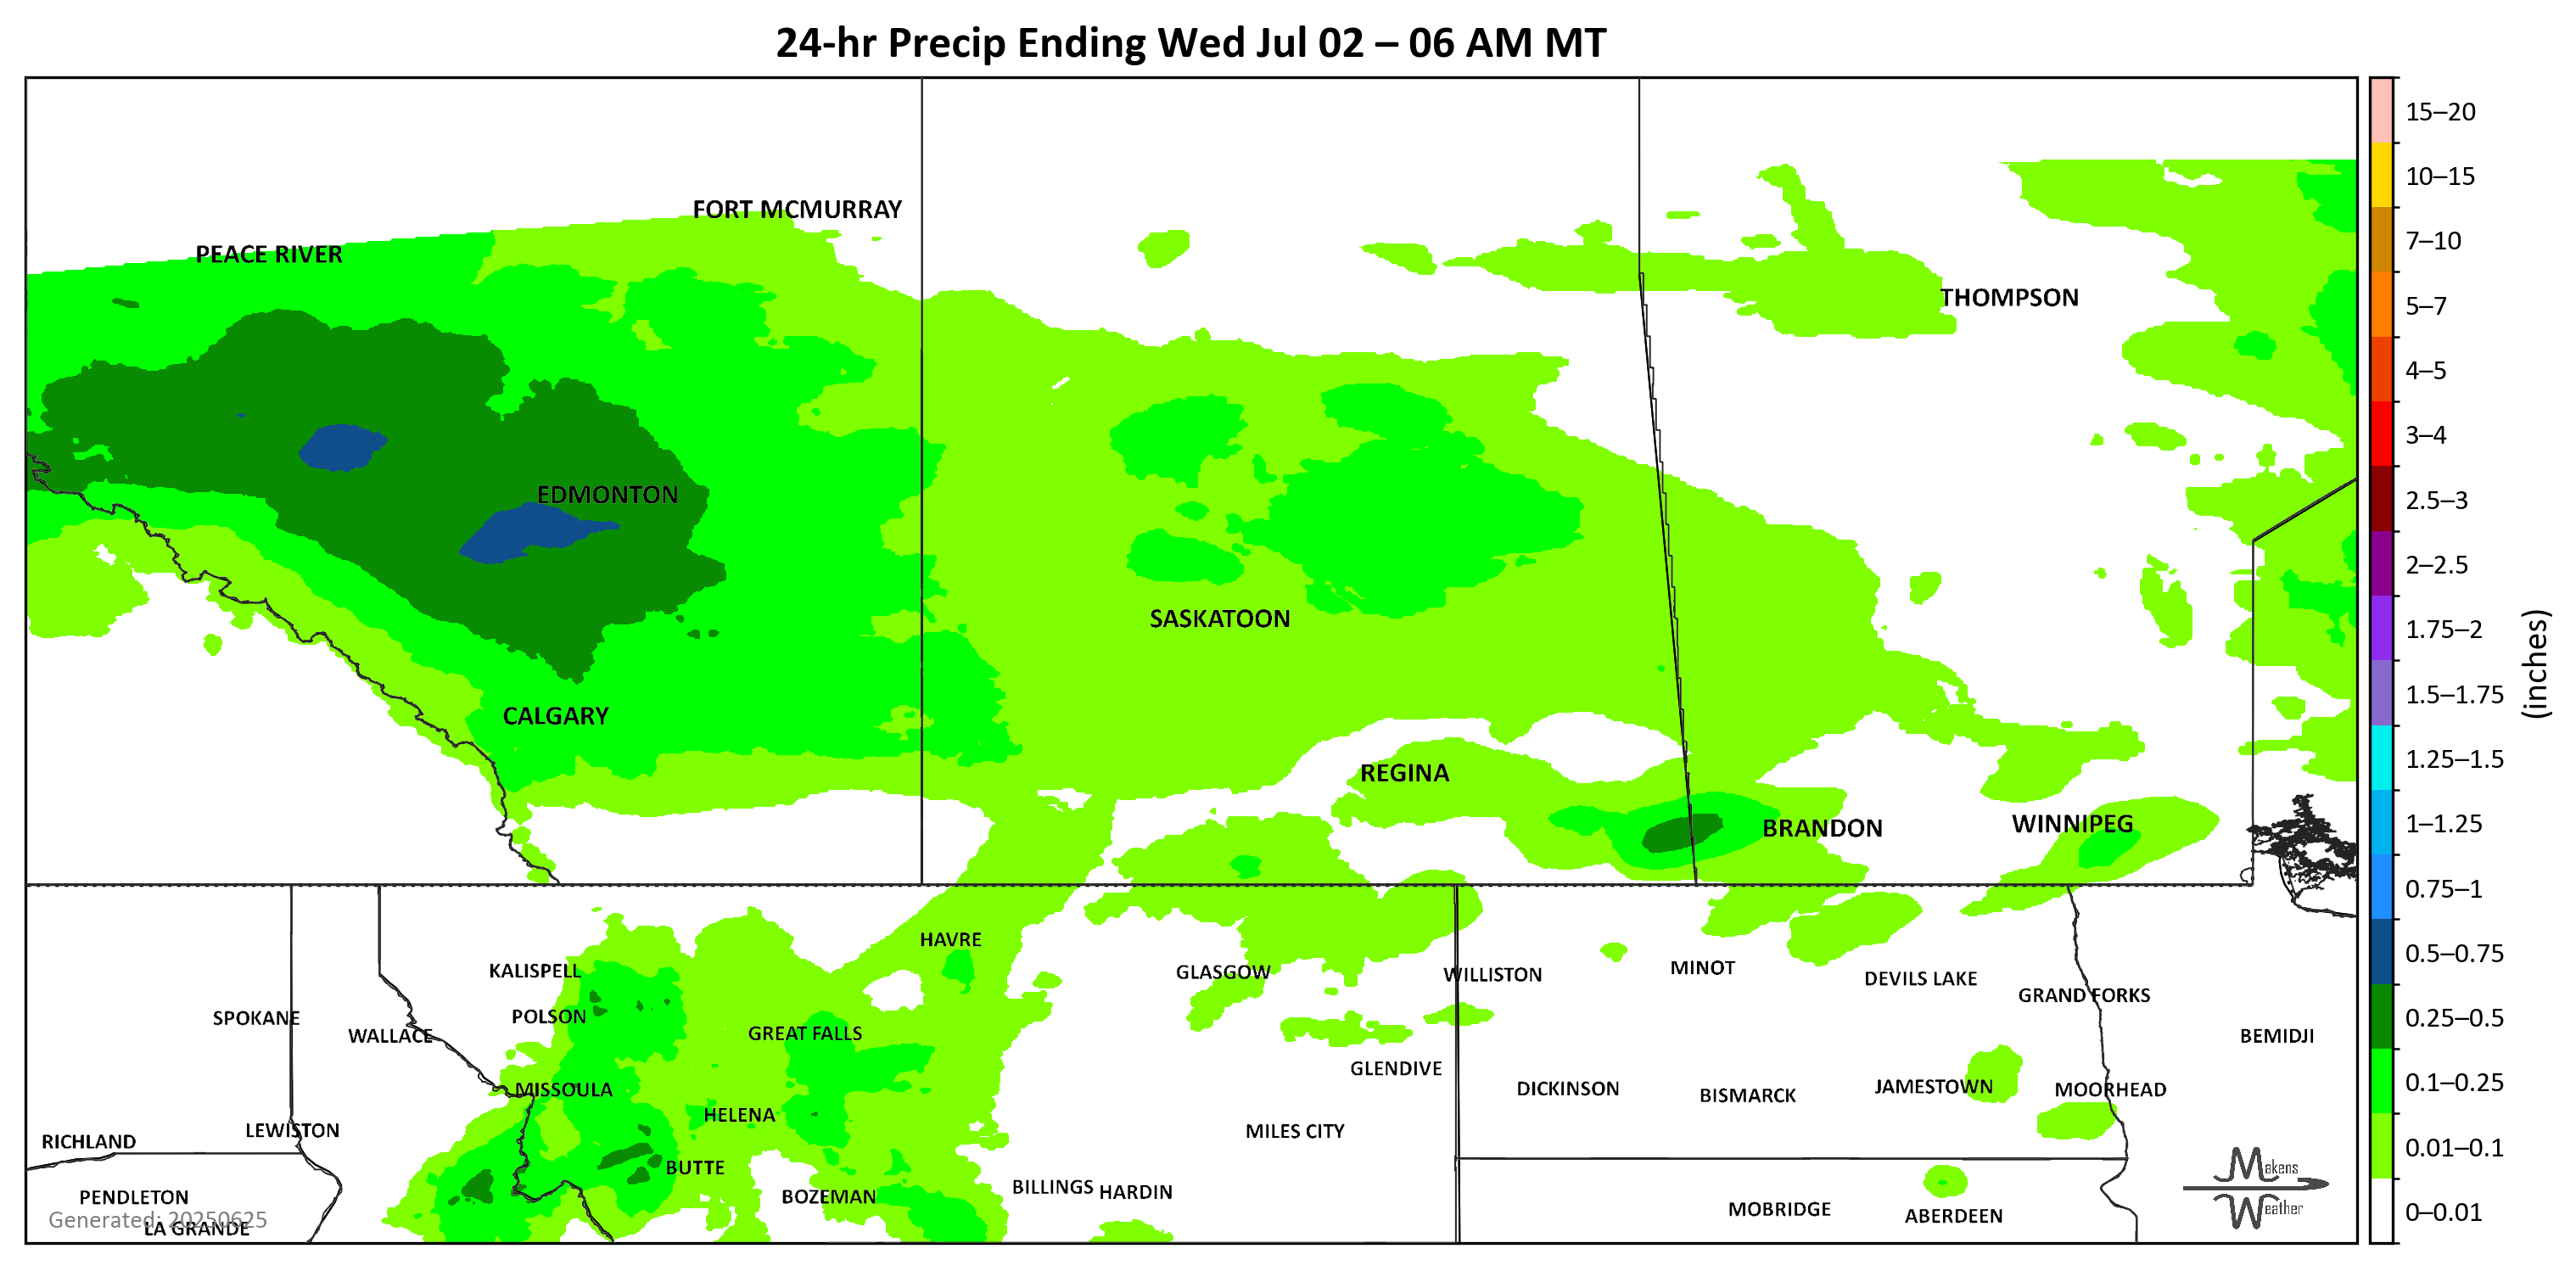 24-hr Precip Ending Wed Jul 02 – 06 AM MT
15–20
10–15
FORT MCMURRAY
7–10
PEACE RIVER
THOMPSON
5–7
4–5
3–4
EDMONTON
2.5–3
2–2.5
SASKATOON
1.75–2
(inches)
1.5–1.75
CALGARY
REGINA
1.25–1.5
BRANDON
WINNIPEG
1–1.25
0.75–1
HAVRE
0.5–0.75
KALISPELL
GLASGOW
WILLISTON
MINOT
DEVILS LAKE
GRAND FORKS
SPOKANE
POLSON
0.25–0.5
WALLACE
GREAT FALLS
BEMIDJI
GLENDIVE
0.1–0.25
MISSOULA
DICKINSON
BISMARCK
JAMESTOWN
MOORHEAD
HELENA
LEWISTON
MILES CITY
RICHLAND
0.01–0.1
BUTTE
Makens
Weather
PENDLETON
BOZEMAN
BILLINGS
HARDIN
MOBRIDGE
ABERDEEN
0–0.01
Generated: 20250625
LA GRANDE